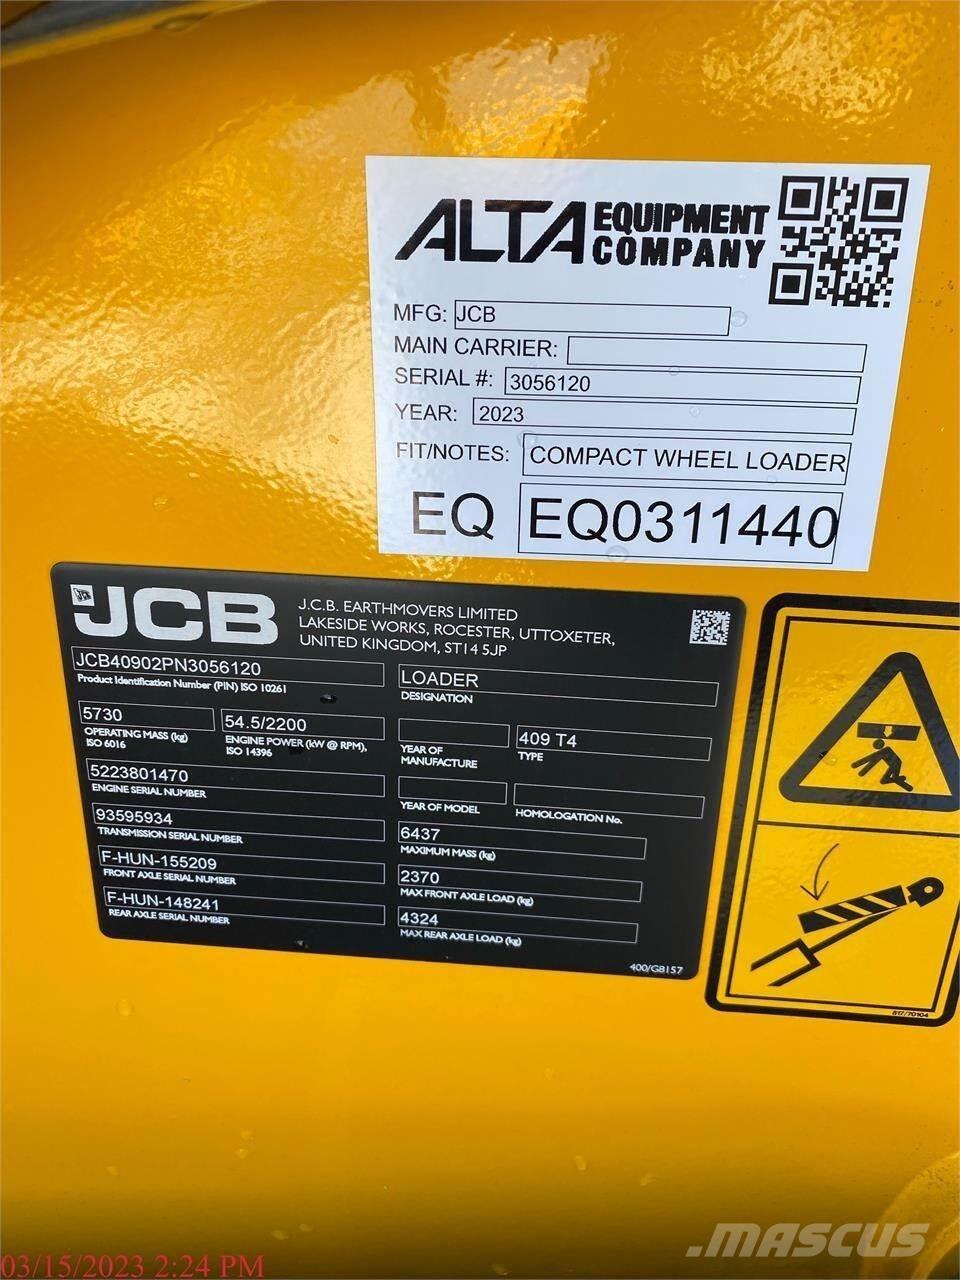 ALTA EQUIPMENT COMPANY
MFG: JCB
MAIN CARRIER:
SERIAL #: 3056120
YEAR: 2023
FIT/NOTES: COMPACT WHEEL LOADER
EQ EQ0311440
JCB
J.C.B. EARTHMOVERS LIMITED
LAKESIDE WORKS, ROCESTER, UTTOXETER,
UNITED KINGDOM, ST14 5JP
JCB40902PN3056120
Product Identification Number (PIN) ISO 10261
LOADER
DESIGNATION
5730
OPERATING MASS (kg)
ISO 6016
54.5/2200
ENGINE POWER (kW @ RPM),
ISO 14396
YEAR OF
MANUFACTURE
409 T4
TYPE
5223801470
ENGINE SERIAL NUMBER
YEAR OF MODEL
HOMOLOGATION No.
93595934
TRANSMISSION SERIAL NUMBER
6437
MAXIMUM MASS (kg)
F-HUN-155209
FRONT AXLE SERIAL NUMBER
2370
MAX FRONT AXLE LOAD (kg)
F-HUN-148241
REAR AXLE SERIAL NUMBER
4324
MAX REAR AXLE LOAD (kg)
400/G8157
817/70104
03/15/2023 2:24 PM
MASCUS